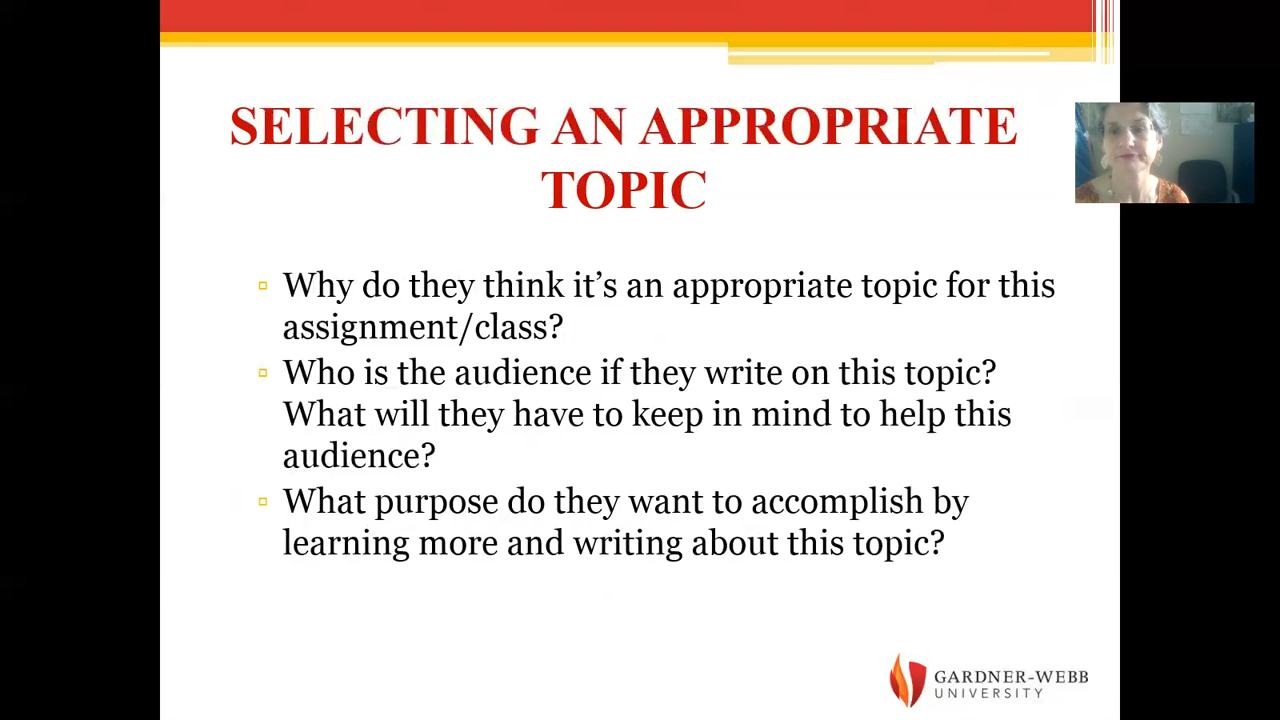 SELECTING AN APPROPRIATE
TOPIC
Why do they think it’s an appropriate topic for this
assignment/class?
Who is the audience if they write on this topic?
What will they have to keep in mind to help this
audience?
What purpose do they want to accomplish by
learning more and writing about this topic?
GARDNER-WEBB
UNIVERSITY